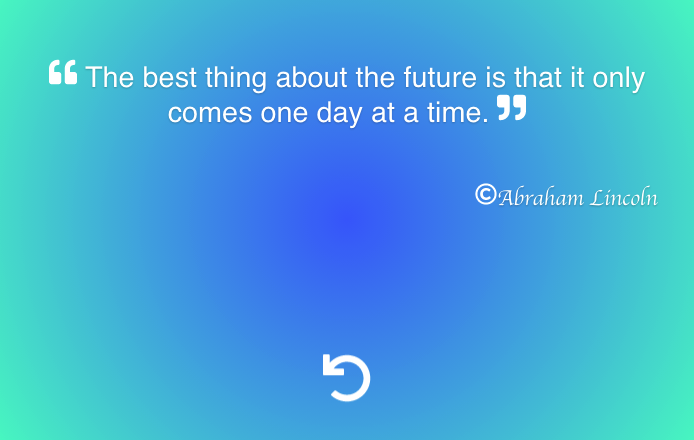 “ The best thing about the future is that it only
comes one day at a time. ”
©Abraham Lincoln